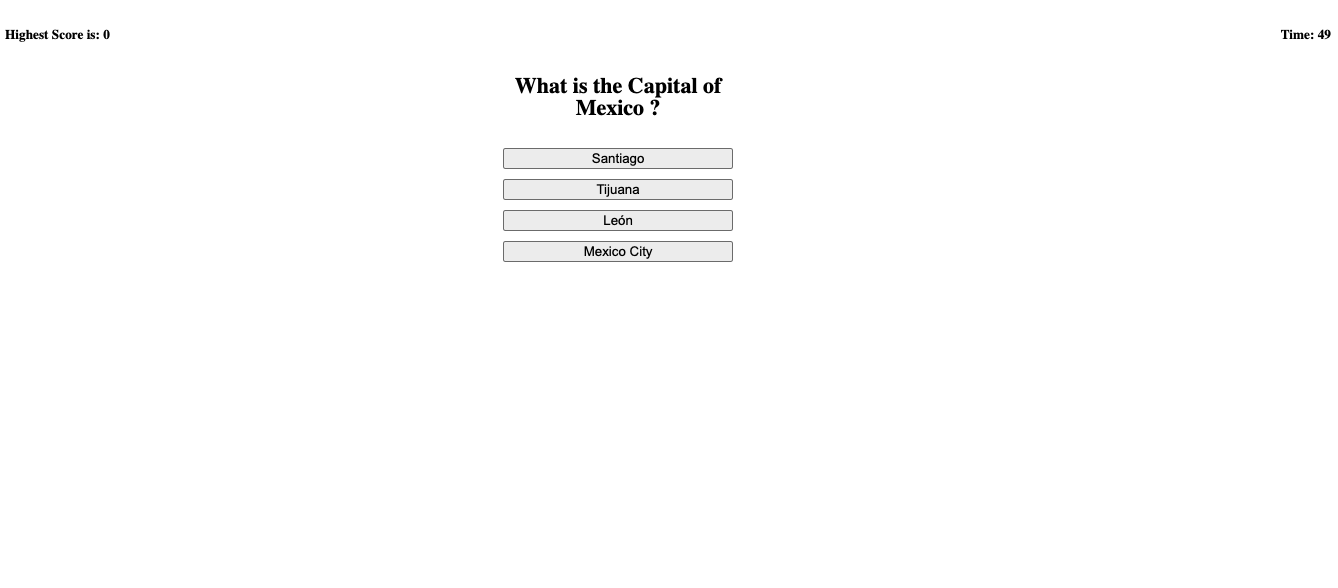 Highest Score is: 0
Time: 49
What is the Capital of
Mexico ?
Santiago
Tijuana
León
Mexico City